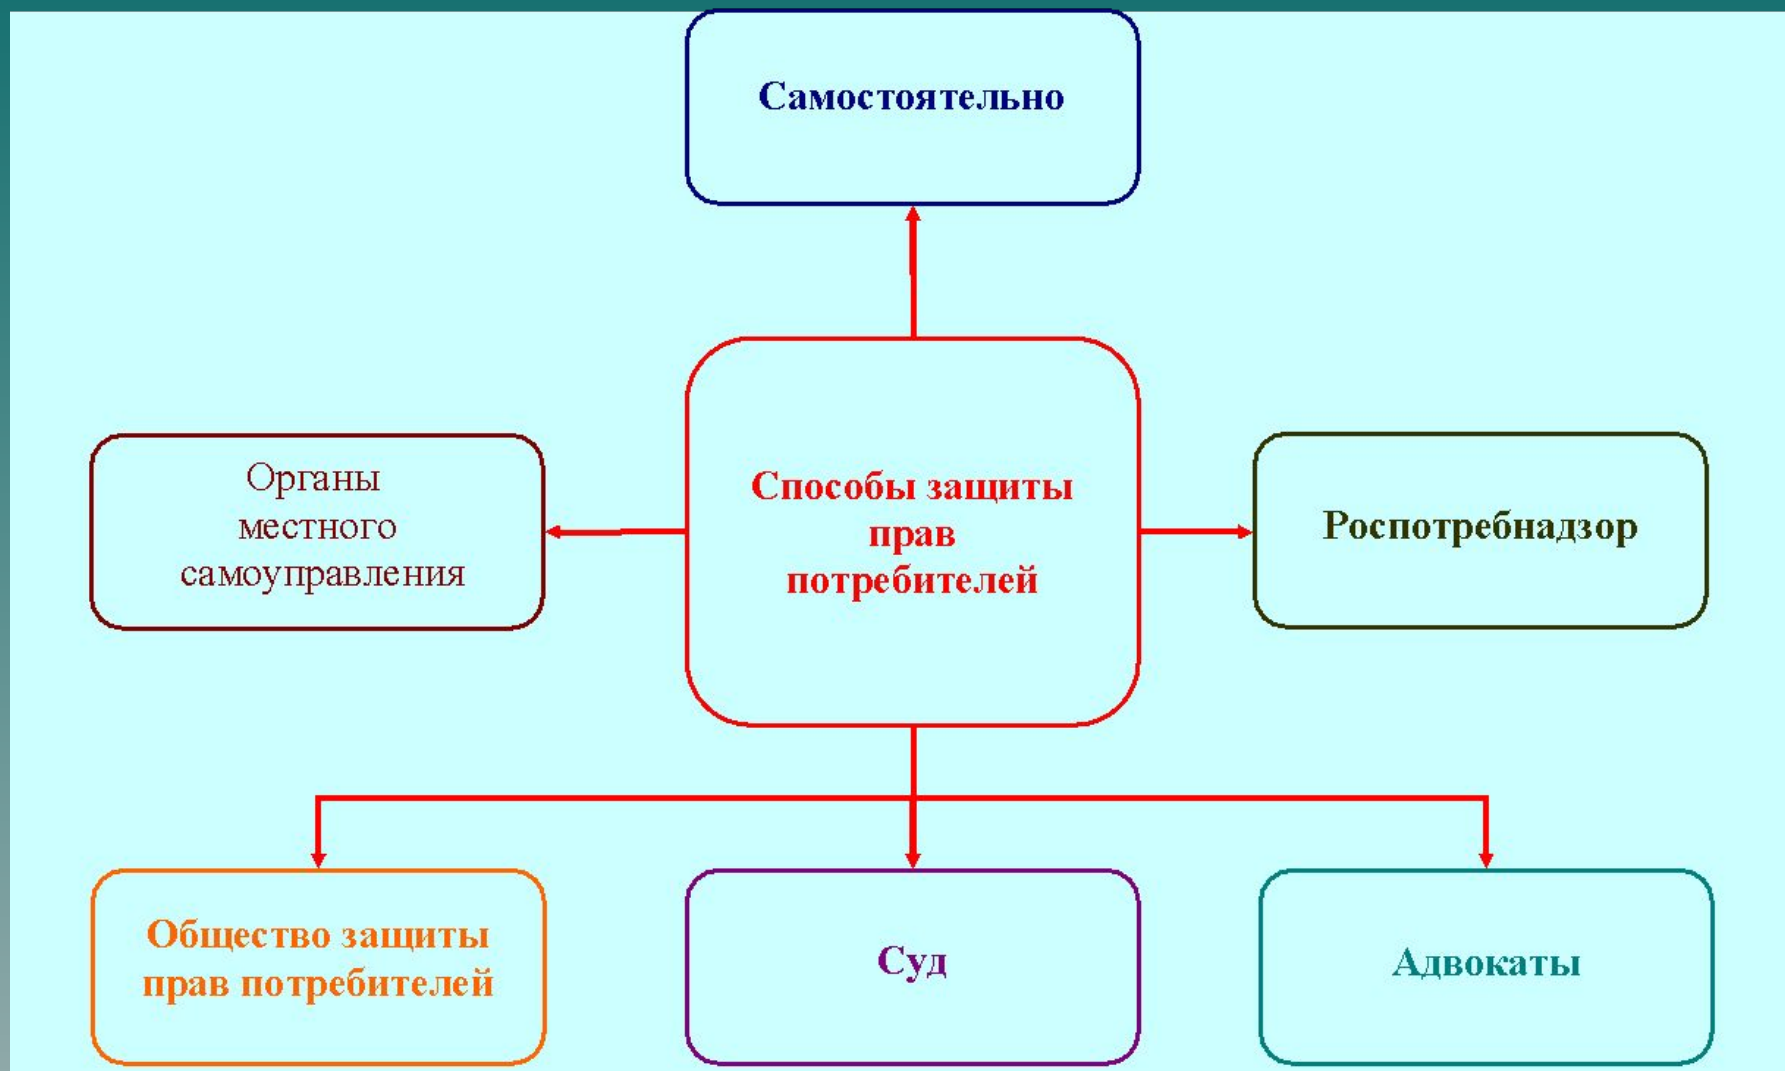 Самостоятельно
Органы
местного
самоуправления
Способы защиты
прав
потребителей
Роспотребнадзор
Общество защиты
прав потребителей
Суд
Адвокаты